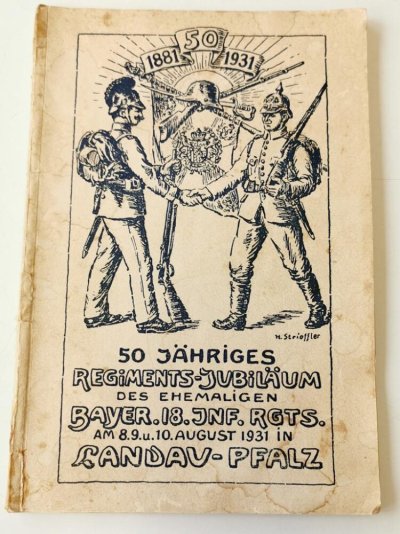 50
1881 1931
H. Strieffler
50 JÄHRIGES
REGIMENTS-JUBILÄUM
DES EHEMALIGEN
BAYER. 18. JNF. RGTS.
AM 8.9.u.10. AUGUST 1931 IN
LANDAU-PFALZ